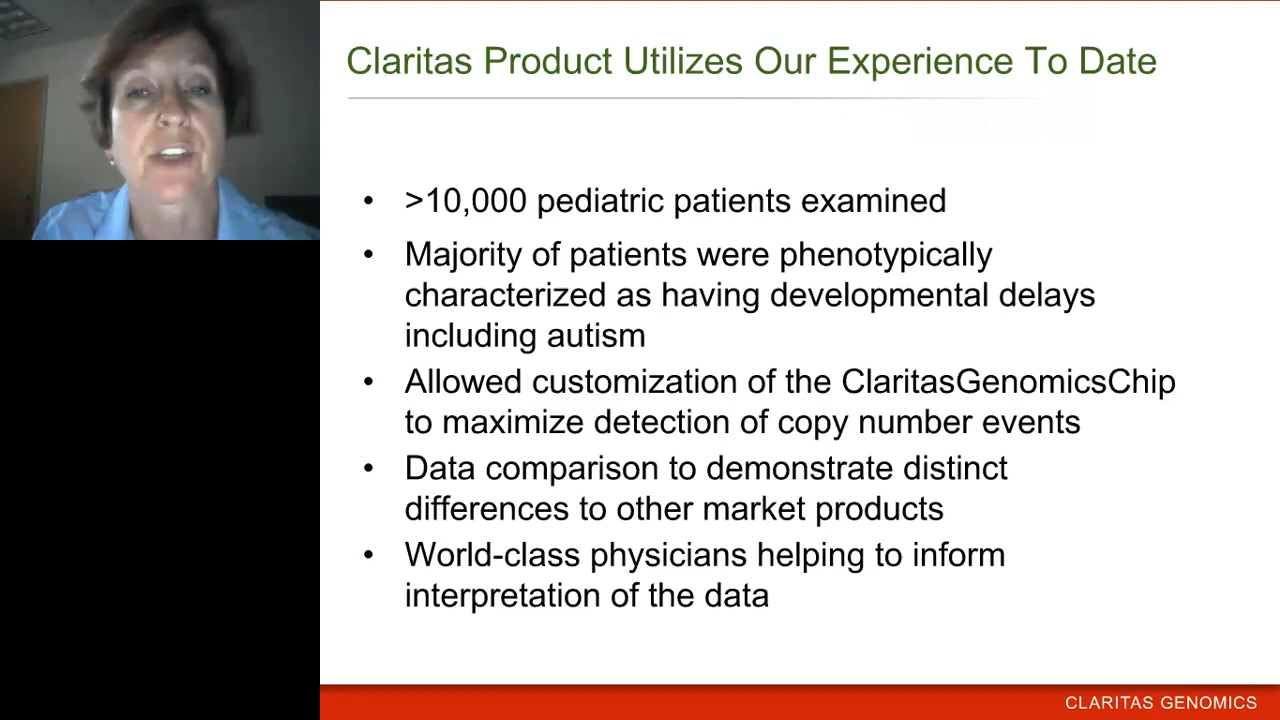 Claritas Product Utilizes Our Experience To Date
• >10,000 pediatric patients examined
• Majority of patients were phenotypically
characterized as having developmental delays
including autism
• Allowed customization of the ClaritasGenomicsChip
to maximize detection of copy number events
• Data comparison to demonstrate distinct
differences to other market products
• World-class physicians helping to inform
interpretation of the data
CLARITAS GENOMICS